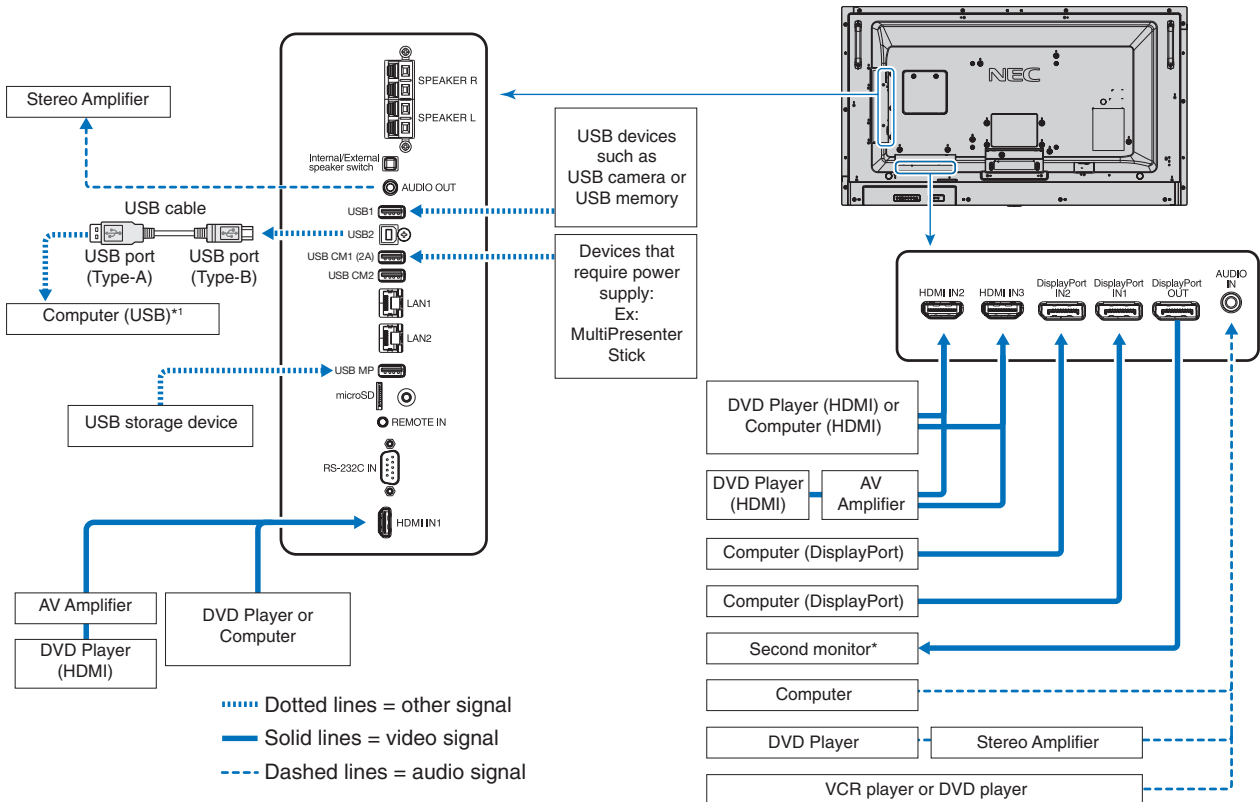 NEC
SPEAKER R
SPEAKER L
Internal/External
speaker switch
AUDIO OUT
USB1
USB2
USB CM1 (2A)
USB CM2
LAN1
LAN2
USB MP
microSD
REMOTE IN
RS-232C IN
HDMI IN1
Stereo Amplifier
USB cable
USB port
(Type-A)
USB port
(Type-B)
Computer (USB)*1
USB storage device
AV Amplifier
DVD Player
(HDMI)
DVD Player or
Computer
USB devices
such as
USB camera or
USB memory
Devices that
require power
supply:
Ex:
MultiPresenter
Stick
HDMI IN2
HDMI IN3
DisplayPort
IN2
DisplayPort
IN1
DisplayPort
OUT
AUDIO
IN
DVD Player (HDMI) or
Computer (HDMI)
DVD Player
(HDMI)
AV
Amplifier
Computer (DisplayPort)
Computer (DisplayPort)
Second monitor*
Computer
DVD Player
Stereo Amplifier
VCR player or DVD player
Dotted lines = other signal
Solid lines = video signal
Dashed lines = audio signal